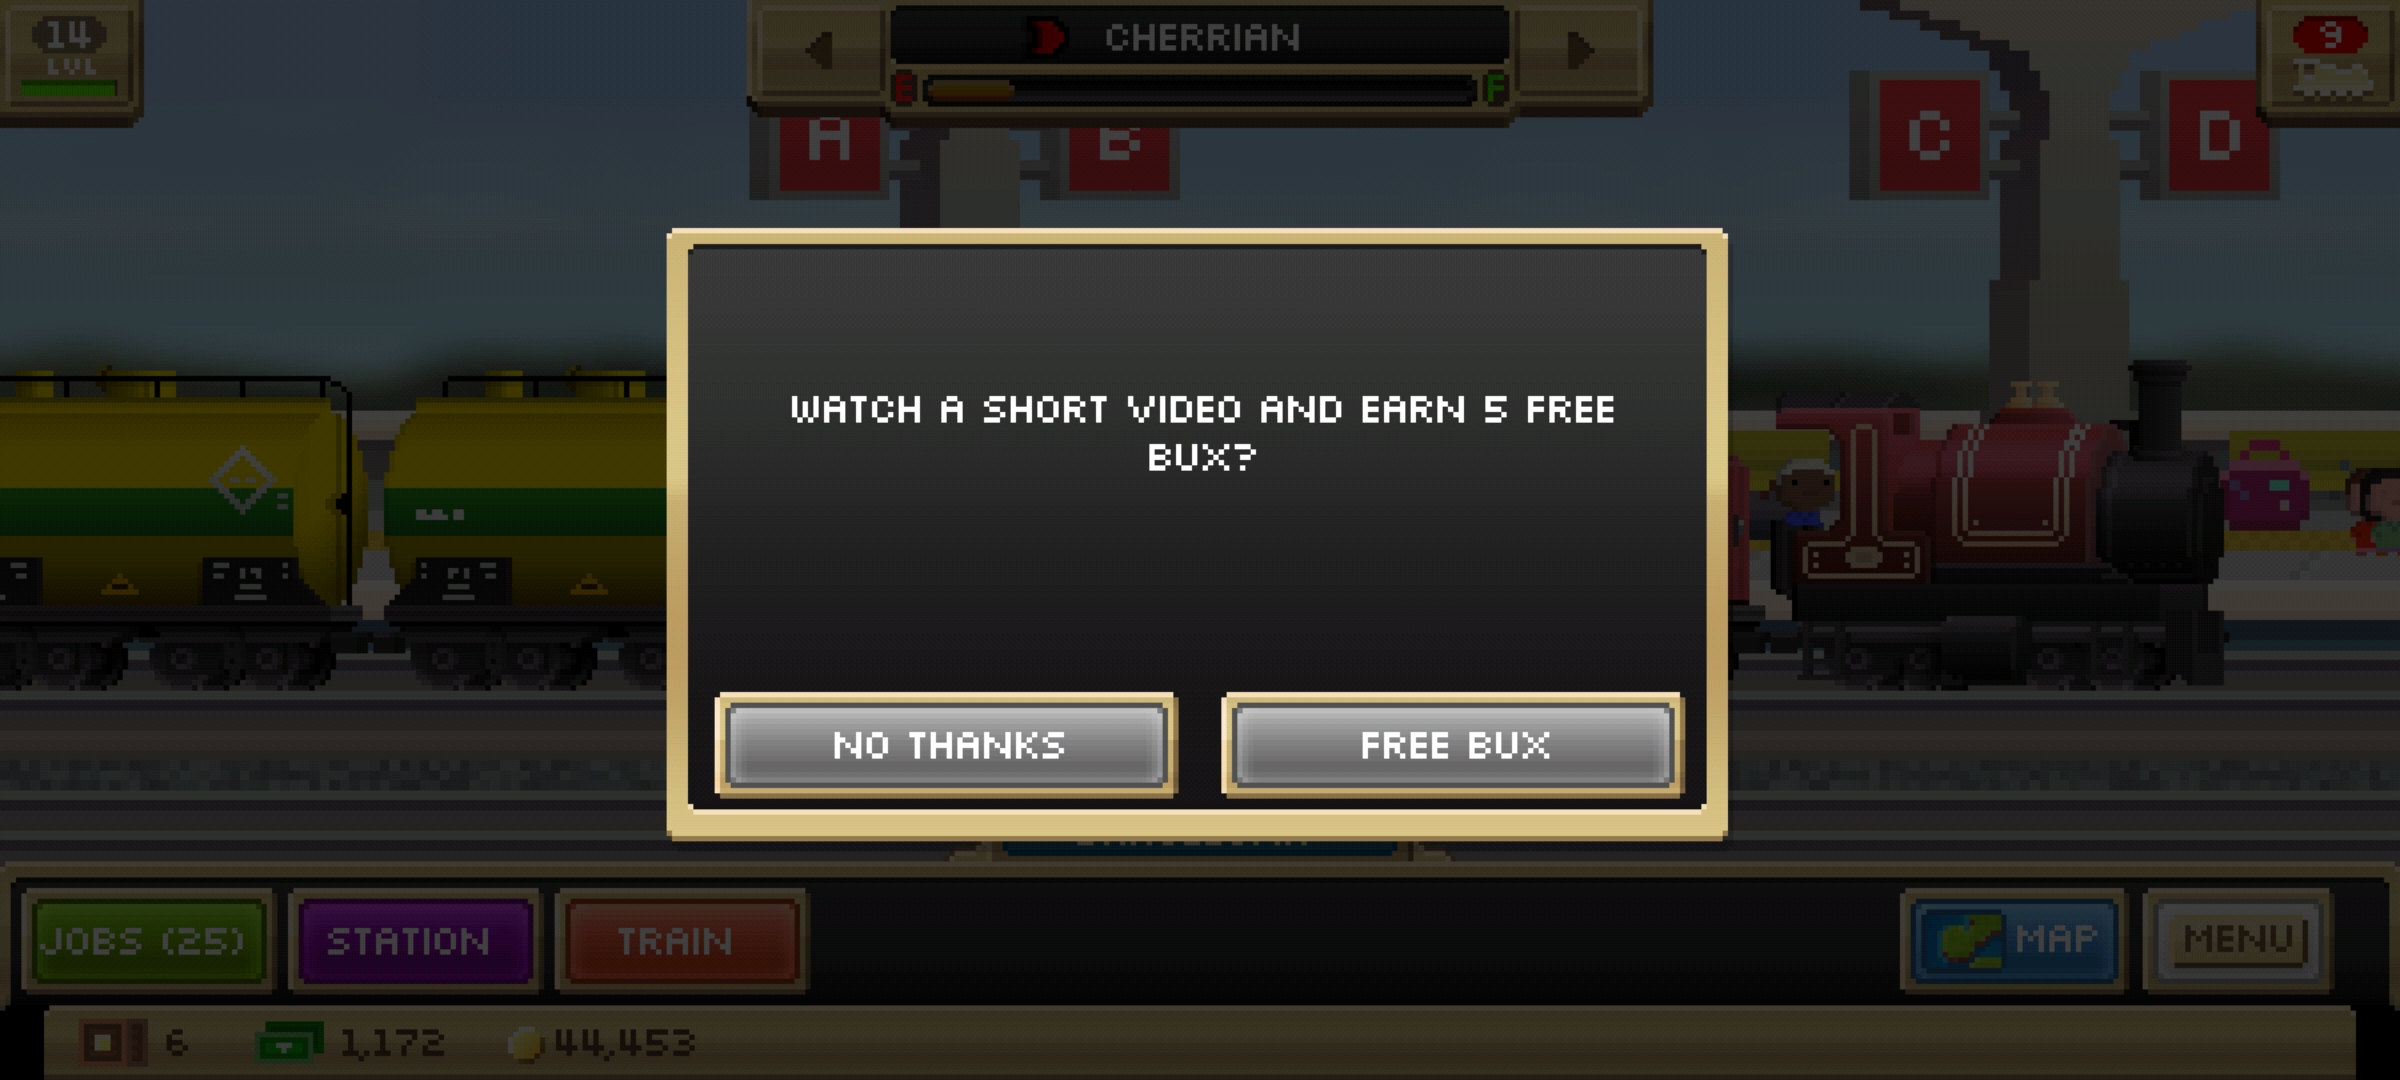 14
LVL
CHERRIAN
9
E
F
A
B
C
D
WATCH A SHORT VIDEO AND EARN 5 FREE
BUX?
NO THANKS
FREE BUX
JOBS (25)
STATION
TRAIN
MAP
MENU
6
1,172
44,453